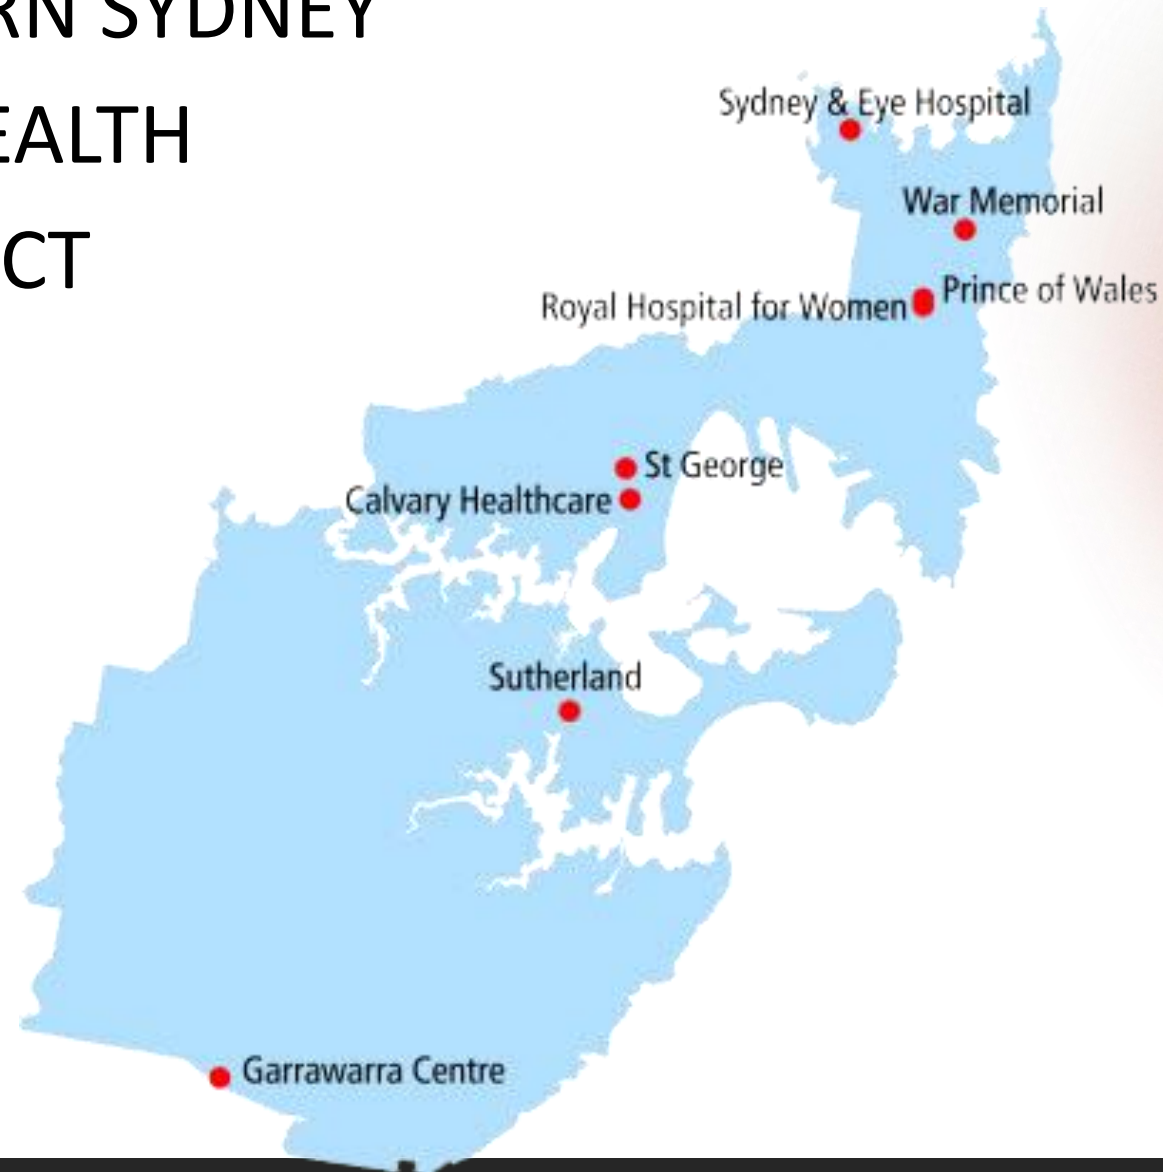 RN SYDNEY
EALTH
CT
Sydney & Eye Hospital
War Memorial
Prince of Wales
Royal Hospital for Women
St George
Calvary Healthcare
Sutherland
Garrawarra Centre